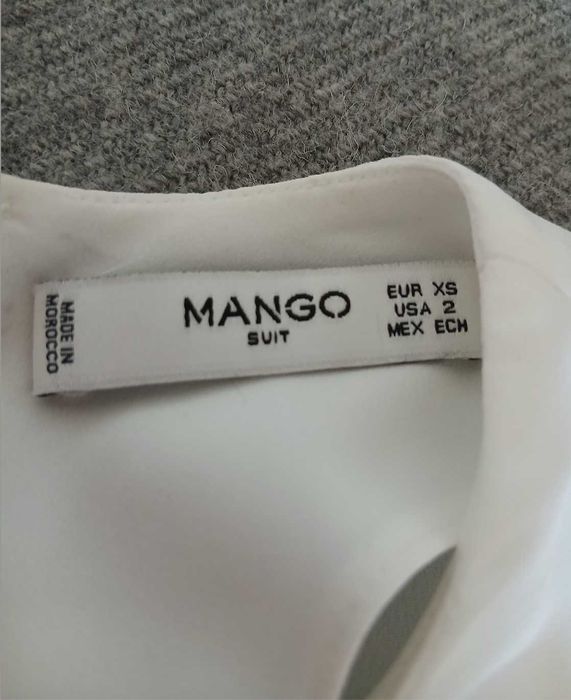 MADE IN
MOROCCO
MANGO
SUIT
EUR XS
USA 2
MEX ECH